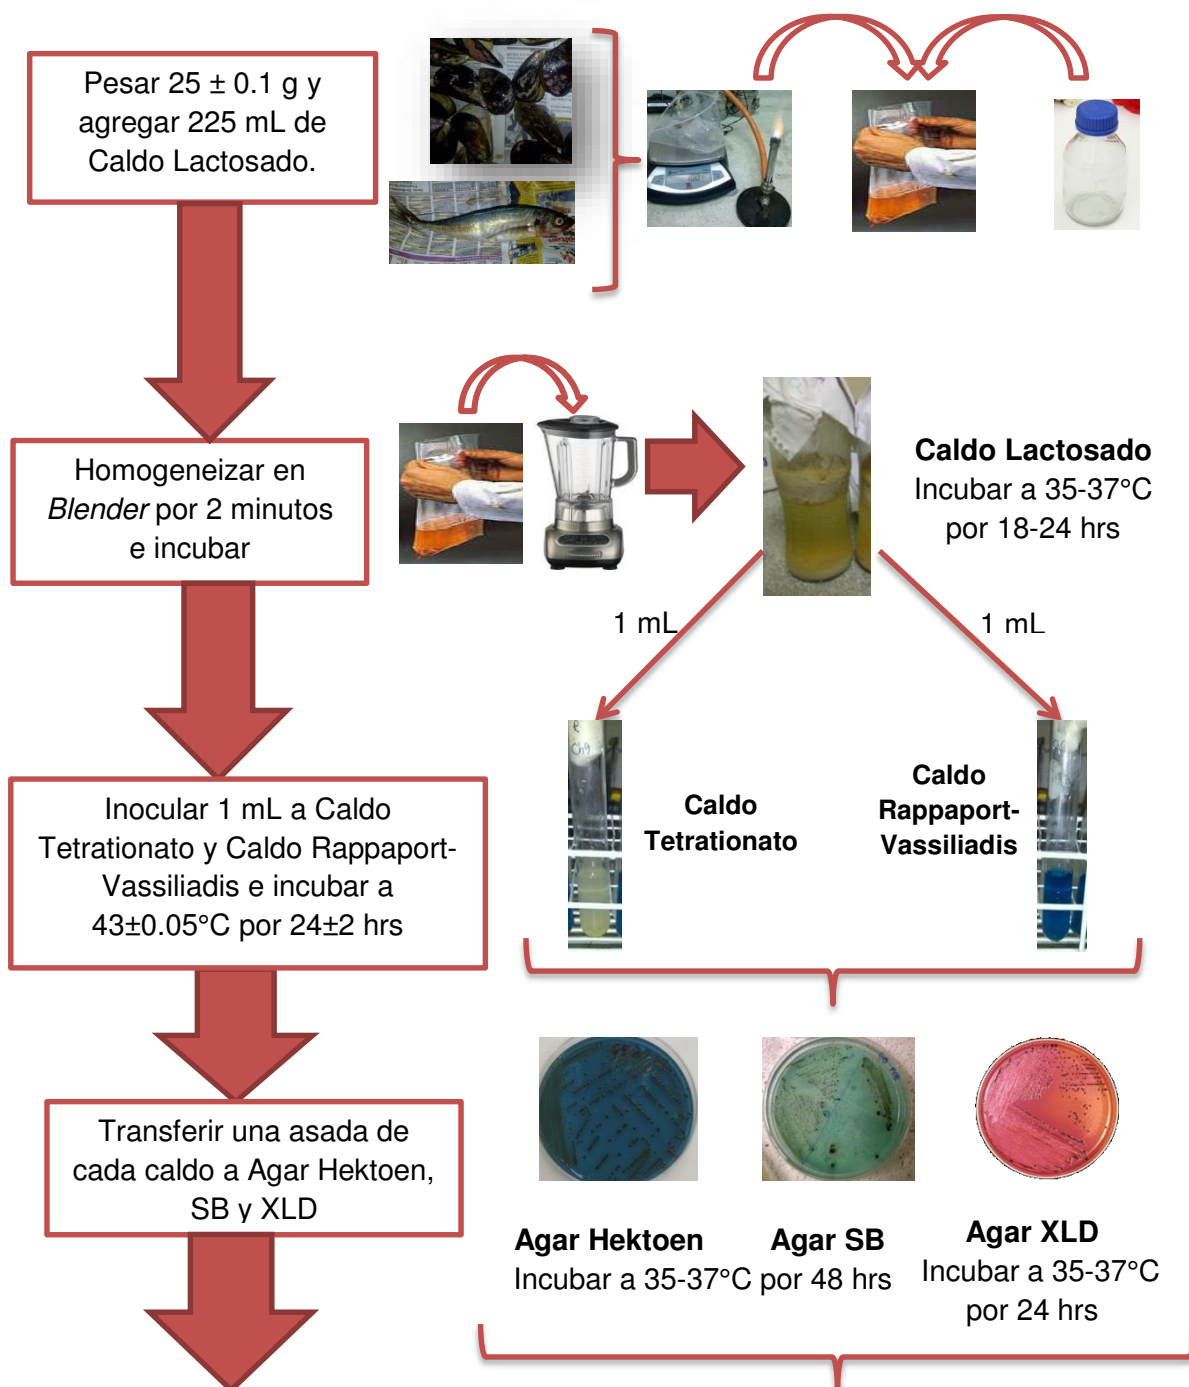 Pesar 25 ± 0.1 g y
agregar 225 mL de
Caldo Lactosado.
Homogeneizar en
Blender por 2 minutos
e incubar
Caldo Lactosado
Incubar a 35-37°C
por 18-24 hrs
1 mL
1 mL
Inocular 1 mL a Caldo
Tetrationato y Caldo Rappaport-
Vassiliadis e incubar a
43±0.05°C por 24±2 hrs
Caldo
Tetrationato
Caldo
Rappaport-
Vassiliadis
Transferir una asada de
cada caldo a Agar Hektoen,
SB y XLD
Agar Hektoen
Agar SB
Incubar a 35-37°C por 48 hrs
Agar XLD
Incubar a 35-37°C
por 24 hrs